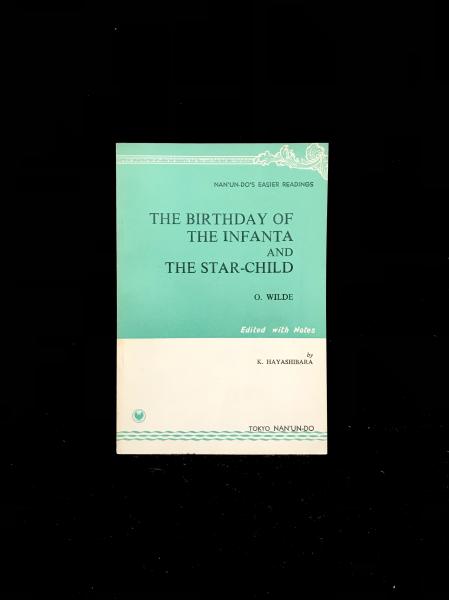 NAN'UN-DO'S EASIER READINGS
THE BIRTHDAY OF
THE INFANTA
AND
THE STAR-CHILD
O. WILDE
Edited with Notes
by
K. HAYASHIBARA
TOKYO NAN'UN-DO